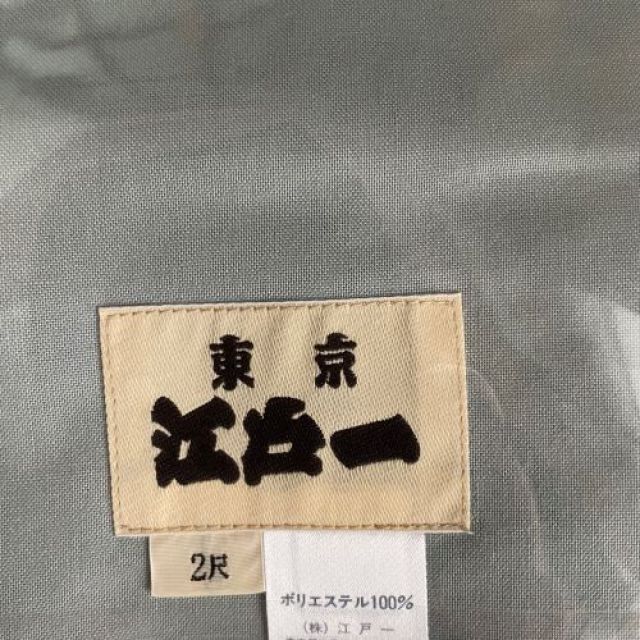 東京
江戸一
2尺
ポリエステル100%
(株)江戸一